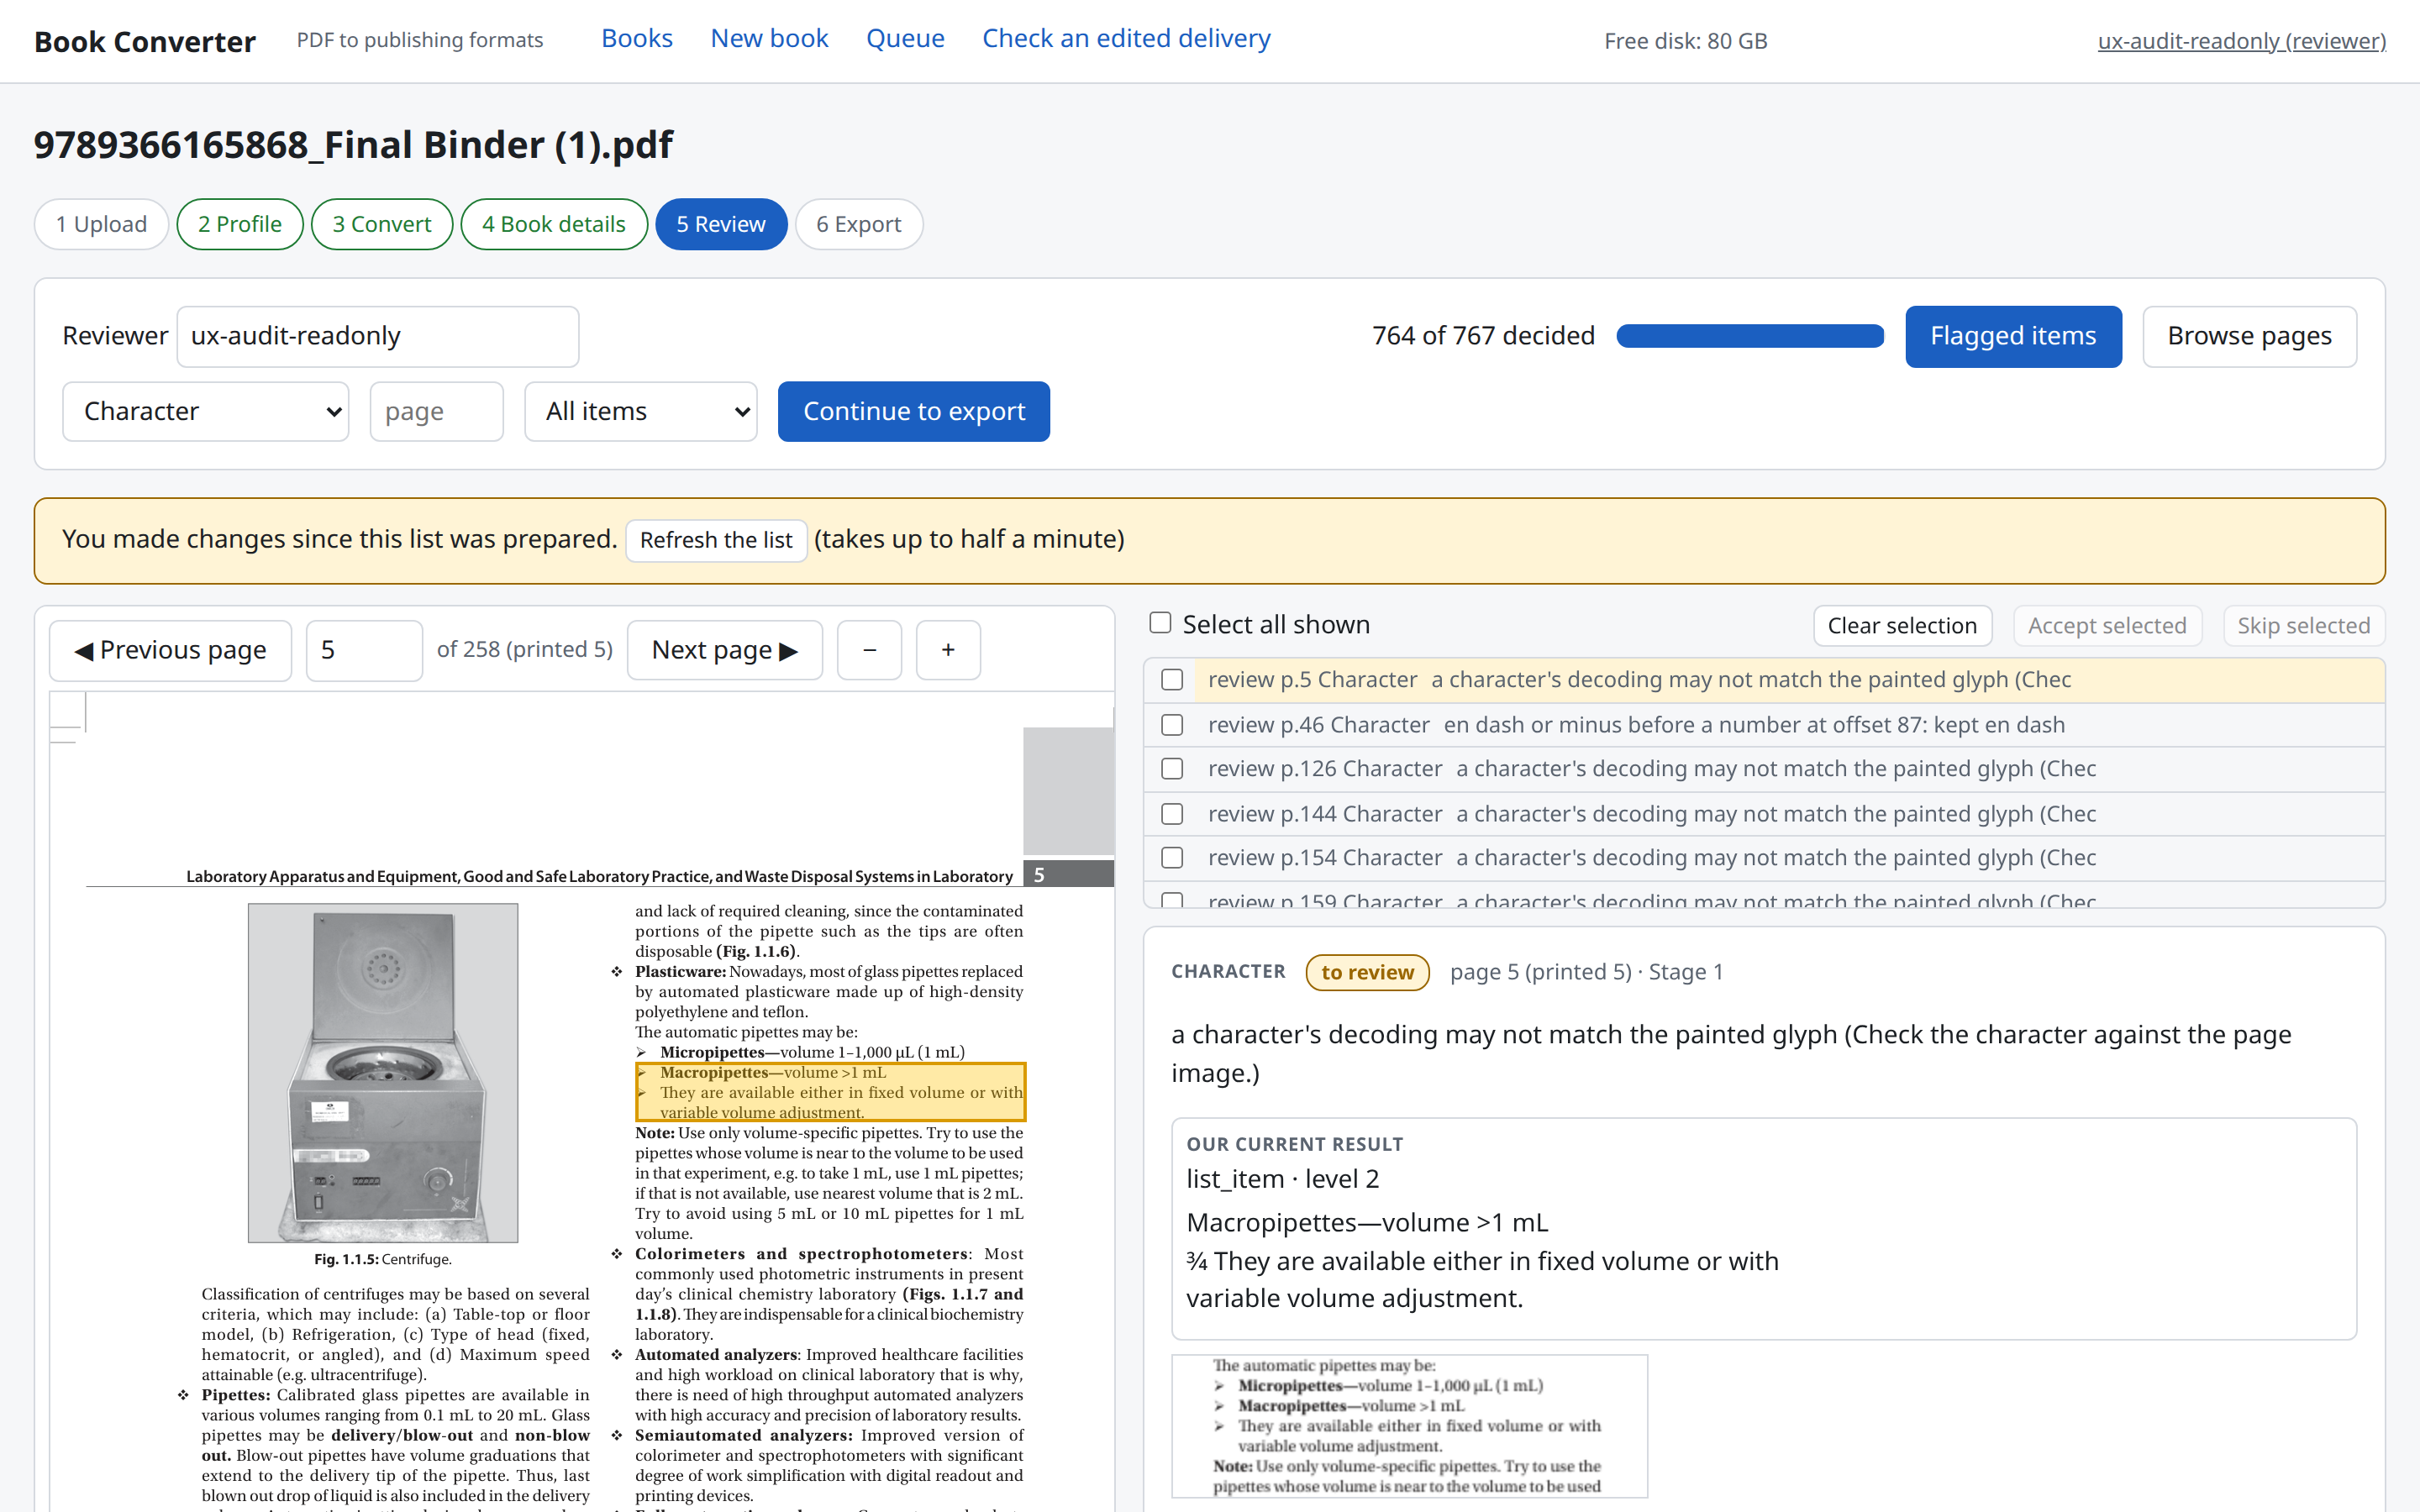 Book Converter PDF to publishing formats Books New book Queue Check an edited delivery Free disk: 80 GB ux-audit-readonly (reviewer)
9789366165868_Final Binder (1).pdf
1 Upload 2 Profile 3 Convert 4 Book details 5 Review 6 Export
Reviewer ux-audit-readonly 764 of 767 decided Flagged items Browse pages
Character page All items Continue to export
You made changes since this list was prepared. Refresh the list (takes up to half a minute)
◀ Previous page 5 of 258 (printed 5) Next page ▶ − +
Laboratory Apparatus and Equipment, Good and Safe Laboratory Practice, and Waste Disposal Systems in Laboratory 5
Fig. 1.1.5: Centrifuge.
Classification of centrifuges may be based on several
criteria, which may include: (a) Table-top or floor
model, (b) Refrigeration, (c) Type of head (fixed,
hematocrit, or angled), and (d) Maximum speed
attainable (e.g. ultracentrifuge).
❖ Pipettes: Calibrated glass pipettes are available in
various volumes ranging from 0.1 mL to 20 mL. Glass
pipettes may be delivery/blow-out and non-blow
out. Blow-out pipettes have volume graduations that
extend to the delivery tip of the pipette. Thus, last
blown out drop of liquid is also included in the delivery
and lack of required cleaning, since the contaminated
portions of the pipette such as the tips are often
disposable (Fig. 1.1.6).
❖ Plasticware: Nowadays, most of glass pipettes replaced
by automated plasticware made up of high-density
polyethylene and teflon.
The automatic pipettes may be:
➢ Micropipettes—volume 1–1,000 µL (1 mL)
➢ Macropipettes—volume >1 mL
➢ They are available either in fixed volume or with
variable volume adjustment.
Note: Use only volume-specific pipettes. Try to use the
pipettes whose volume is near to the volume to be used
in that experiment, e.g. to take 1 mL, use 1 mL pipettes;
if that is not available, use nearest volume that is 2 mL.
Try to avoid using 5 mL or 10 mL pipettes for 1 mL
volume.
❖ Colorimeters and spectrophotometers: Most
commonly used photometric instruments in present
day's clinical chemistry laboratory (Figs. 1.1.7 and
1.1.8). They are indispensable for a clinical biochemistry
laboratory.
❖ Automated analyzers: Improved healthcare facilities
and high workload on clinical laboratory that is why,
there is need of high throughput automated analyzers
with high accuracy and precision of laboratory results.
❖ Semiautomated analyzers: Improved version of
colorimeter and spectrophotometers with significant
degree of work simplification with digital readout and
printing devices.
Select all shown Clear selection Accept selected Skip selected
review p.5 Character a character's decoding may not match the painted glyph (Chec
review p.46 Character en dash or minus before a number at offset 87: kept en dash
review p.126 Character a character's decoding may not match the painted glyph (Chec
review p.144 Character a character's decoding may not match the painted glyph (Chec
review p.154 Character a character's decoding may not match the painted glyph (Chec
review p.159 Character a character's decoding may not match the painted glyph (Chec
CHARACTER to review page 5 (printed 5) · Stage 1
a character's decoding may not match the painted glyph (Check the character against the page
image.)
OUR CURRENT RESULT
list_item · level 2
Macropipettes—volume >1 mL
¾ They are available either in fixed volume or with
variable volume adjustment.
The automatic pipettes may be:
➢ Micropipettes—volume 1–1,000 µL (1 mL)
➢ Macropipettes—volume >1 mL
➢ They are available either in fixed volume or with
variable volume adjustment.
Note: Use only volume-specific pipettes. Try to use the
pipettes whose volume is near to the volume to be used